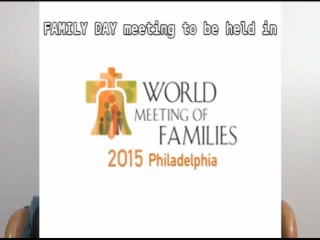 FAMILY DAY meeting to be held in
WORLD
MEETING OF
FAMILIES
2015 Philadelphia